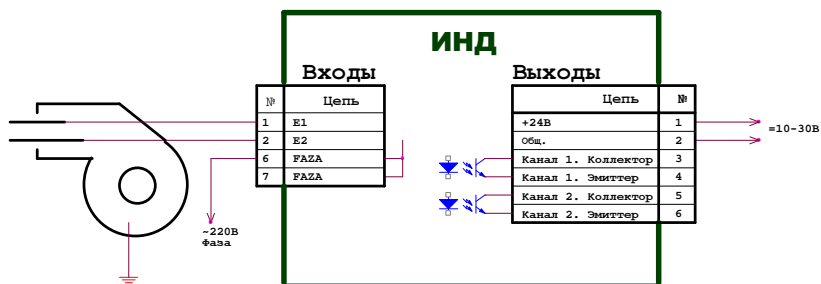 ИНД
Входы
№ Цепь
1 E1
2 E2
6 FAZA
7 FAZA
~220В
Фаза
Выходы
Цепь №
+24В 1
Общ. 2
Канал 1. Коллектор 3
Канал 1. Эмиттер 4
Канал 2. Коллектор 5
Канал 2. Эмиттер 6
=10-30В